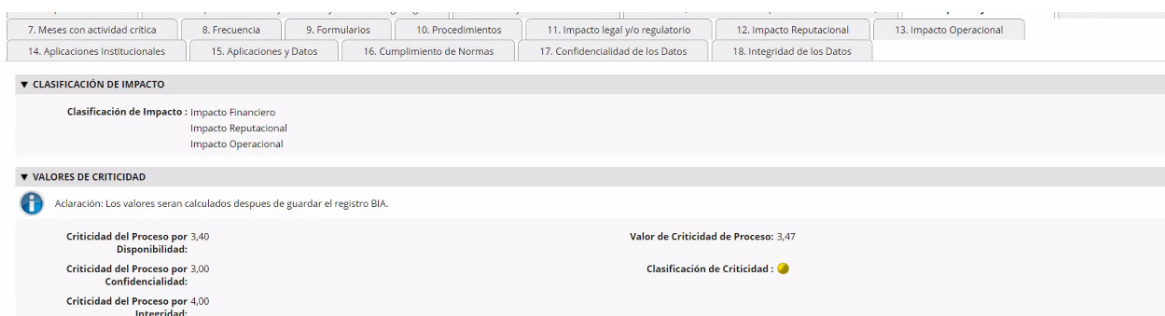 7. Meses con actividad crítica
8. Frecuencia
9. Formularios
10. Procedimientos
11. Impacto legal y/o regulatorio
12. Impacto Reputacional
13. Impacto Operacional
14. Aplicaciones Institucionales
15. Aplicaciones y Datos
16. Cumplimiento de Normas
17. Confidencialidad de los Datos
18. Integridad de los Datos
▼ CLASIFICACIÓN DE IMPACTO
Clasificación de Impacto : Impacto Financiero
Impacto Reputacional
Impacto Operacional
▼ VALORES DE CRITICIDAD
Aclaración: Los valores seran calculados despues de guardar el registro BIA.
Criticidad del Proceso por 3,40
Disponibilidad:
Valor de Criticidad de Proceso: 3,47
Criticidad del Proceso por 3,00
Confidencialidad:
Clasificación de Criticidad :
Criticidad del Proceso por 4,00
Integridad: